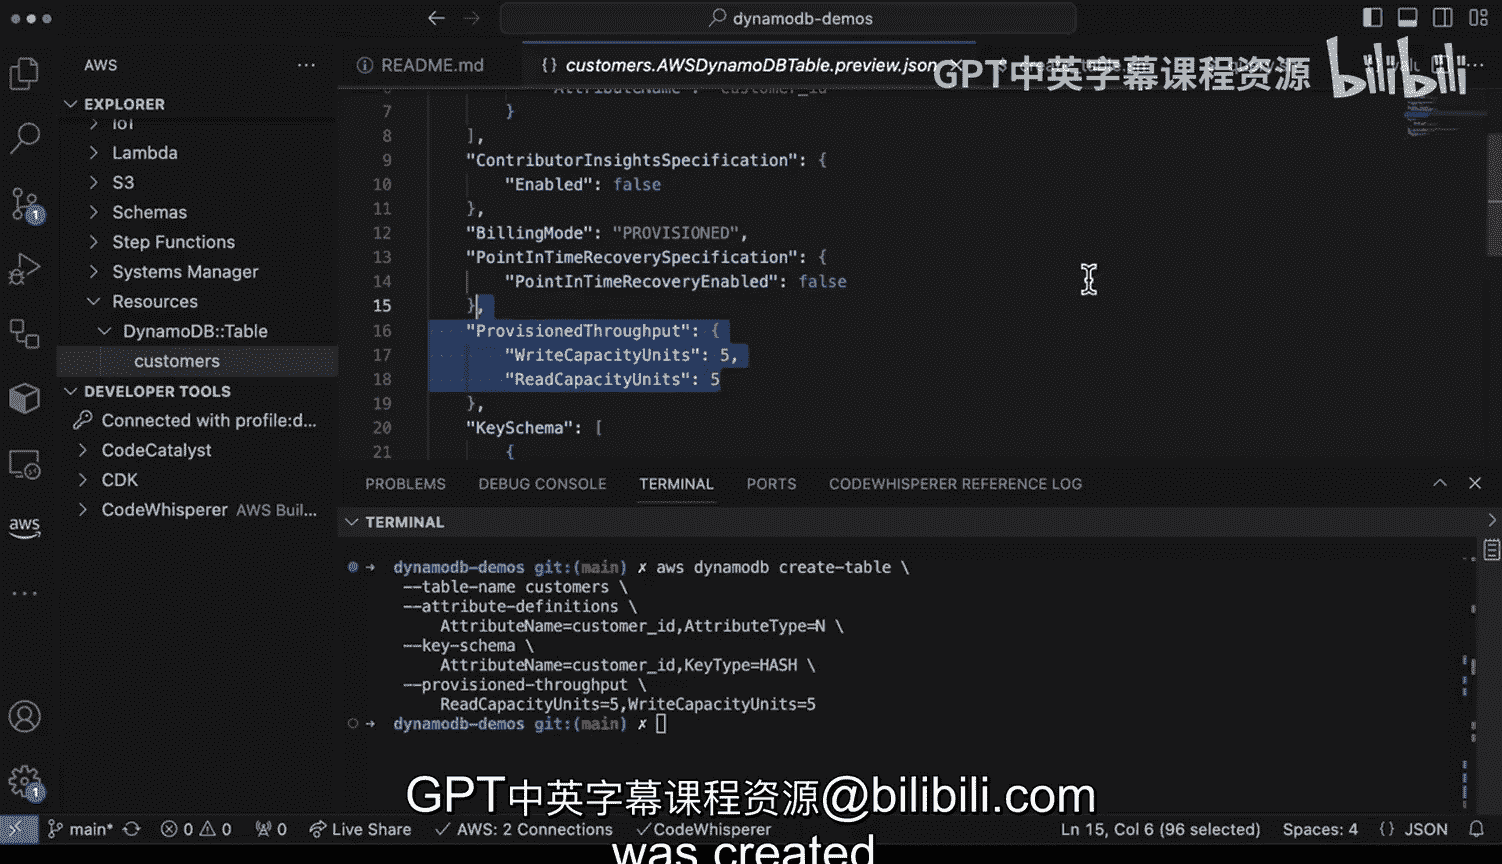 dynamodb-demos
AWS
README.md
{} customers.AWSDynamoDBTable.preview.json
GPT中英字幕课程资源 bilibili
EXPLORER
IoT
Lambda
S3
Schemas
Step Functions
Systems Manager
Resources
DynamoDB::Table
customers
DEVELOPER TOOLS
Connected with profile:d...
CodeCatalyst
CDK
CodeWhisperer AWS Buil...
7 }
8 ],
9 "ContributorInsightsSpecification": {
10 "Enabled": false
11 },
12 "BillingMode": "PROVISIONED",
13 "PointInTimeRecoverySpecification": {
14 "PointInTimeRecoveryEnabled": false
15 },
16 "ProvisionedThroughput": {
17 "WriteCapacityUnits": 5,
18 "ReadCapacityUnits": 5
19 },
20 "KeySchema": [
21 {
PROBLEMS DEBUG CONSOLE TERMINAL PORTS CODEWHISPERER REFERENCE LOG
TERMINAL
dynamodb-demos git:(main) ✗ aws dynamodb create-table \
--table-name customers \
--attribute-definitions \
AttributeName=customer_id,AttributeType=N \
--key-schema \
AttributeName=customer_id,KeyType=HASH \
--provisioned-throughput \
ReadCapacityUnits=5,WriteCapacityUnits=5
dynamodb-demos git:(main) ✗
aws
1
1
GPT中英字幕课程资源@bilibili.com
main* 0 0 0 Live Share AWS: 2 Connections CodeWhisperer Ln 15, Col 6 (96 selected) Spaces: 4 {} JSON
was created